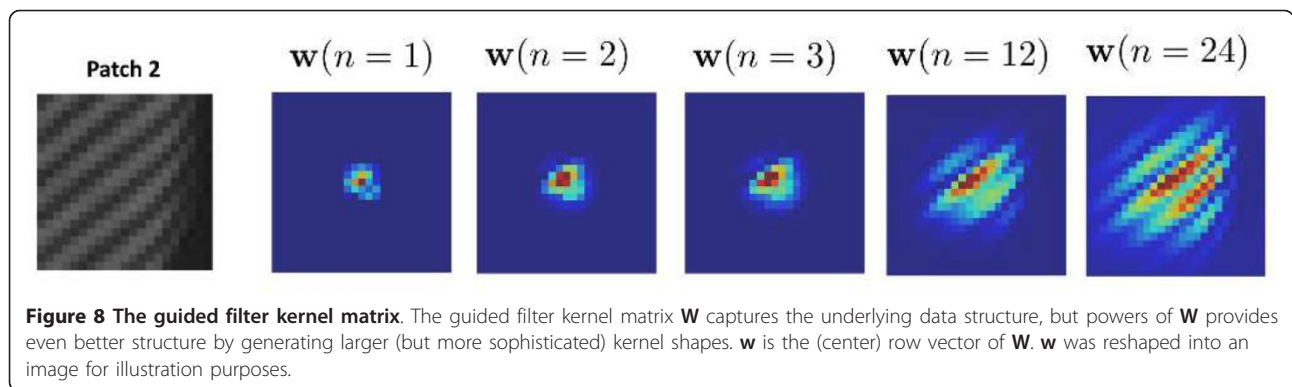 Patch 2
w(n = 1)
w(n = 2)
w(n = 3)
w(n = 12)
w(n = 24)
Figure 8 The guided filter kernel matrix. The guided filter kernel matrix W captures the underlying data structure, but powers of W provides
even better structure by generating larger (but more sophisticated) kernel shapes. w is the (center) row vector of W. w was reshaped into an
image for illustration purposes.